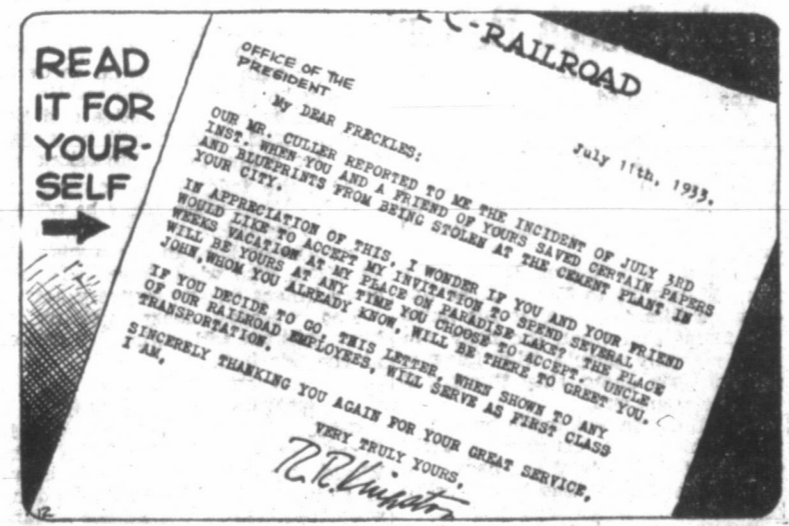 READ
IT FOR
YOUR-
SELF
-RAILROAD
OFFICE OF THE
PRESIDENT
July 11th, 1933.
My DEAR FRECKLES:
OUR MR. CULLER REPORTED TO ME THE INCIDENT OF JULY 3RD
INST. WHEN YOU AND A FRIEND OF YOURS SAVED CERTAIN PAPERS
AND BLUEPRINTS FROM BEING STOLEN AT THE CEMENT PLANT IN
YOUR CITY.
IN APPRECIATION OF THIS, I WONDER IF YOU AND YOUR FRIEND
WOULD LIKE TO ACCEPT MY INVITATION TO SPEND SEVERAL
WEEKS VACATION AT MY PLACE ON PARADISE LAKE? THE PLACE
WILL BE YOURS AT ANY TIME YOU CHOOSE TO ACCEPT. UNCLE
JOHN, WHOM YOU ALREADY KNOW, WILL BE THERE TO GREET YOU.
IF YOU DECIDE TO GO, THIS LETTER, WHEN SHOWN TO ANY
OF OUR RAILROAD EMPLOYEES, WILL SERVE AS FIRST CLASS
TRANSPORTATION.
SINCERELY THANKING YOU AGAIN FOR YOUR GREAT SERVICE,
I AM,
VERY TRULY YOURS,
R.R. Kingston